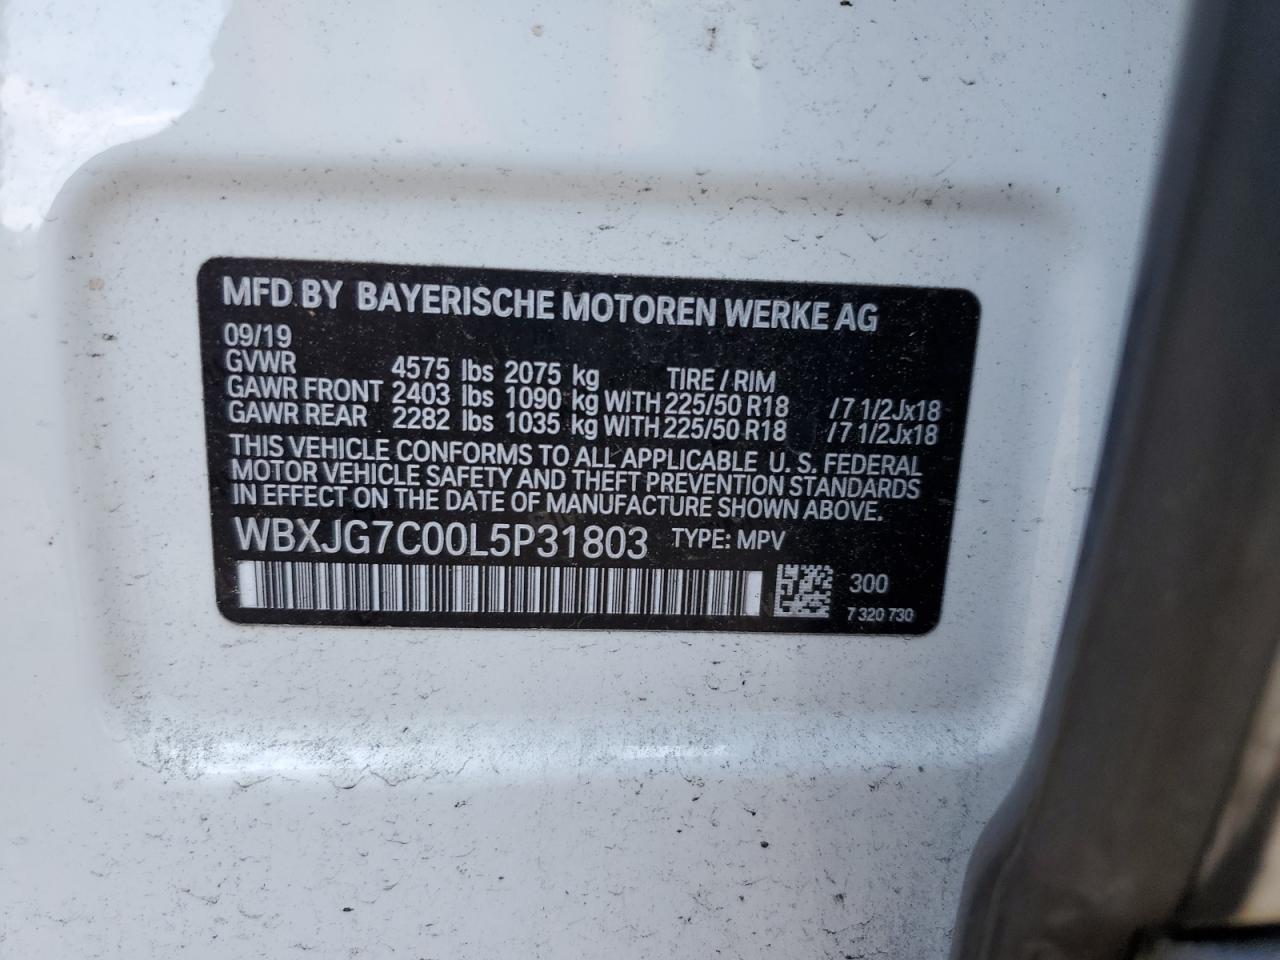 MFD BY BAYERISCHE MOTOREN WERKE AG
09/19
GVWR 4575 lbs 2075 kg TIRE / RIM
GAWR FRONT 2403 lbs 1090 kg WITH 225/50 R18 /7 1/2Jx18
GAWR REAR 2282 lbs 1035 kg WITH 225/50 R18 /7 1/2Jx18
THIS VEHICLE CONFORMS TO ALL APPLICABLE U. S. FEDERAL
MOTOR VEHICLE SAFETY AND THEFT PREVENTION STANDARDS
IN EFFECT ON THE DATE OF MANUFACTURE SHOWN ABOVE.
WBXJG7C00L5P31803 TYPE: MPV
300
7 320 730